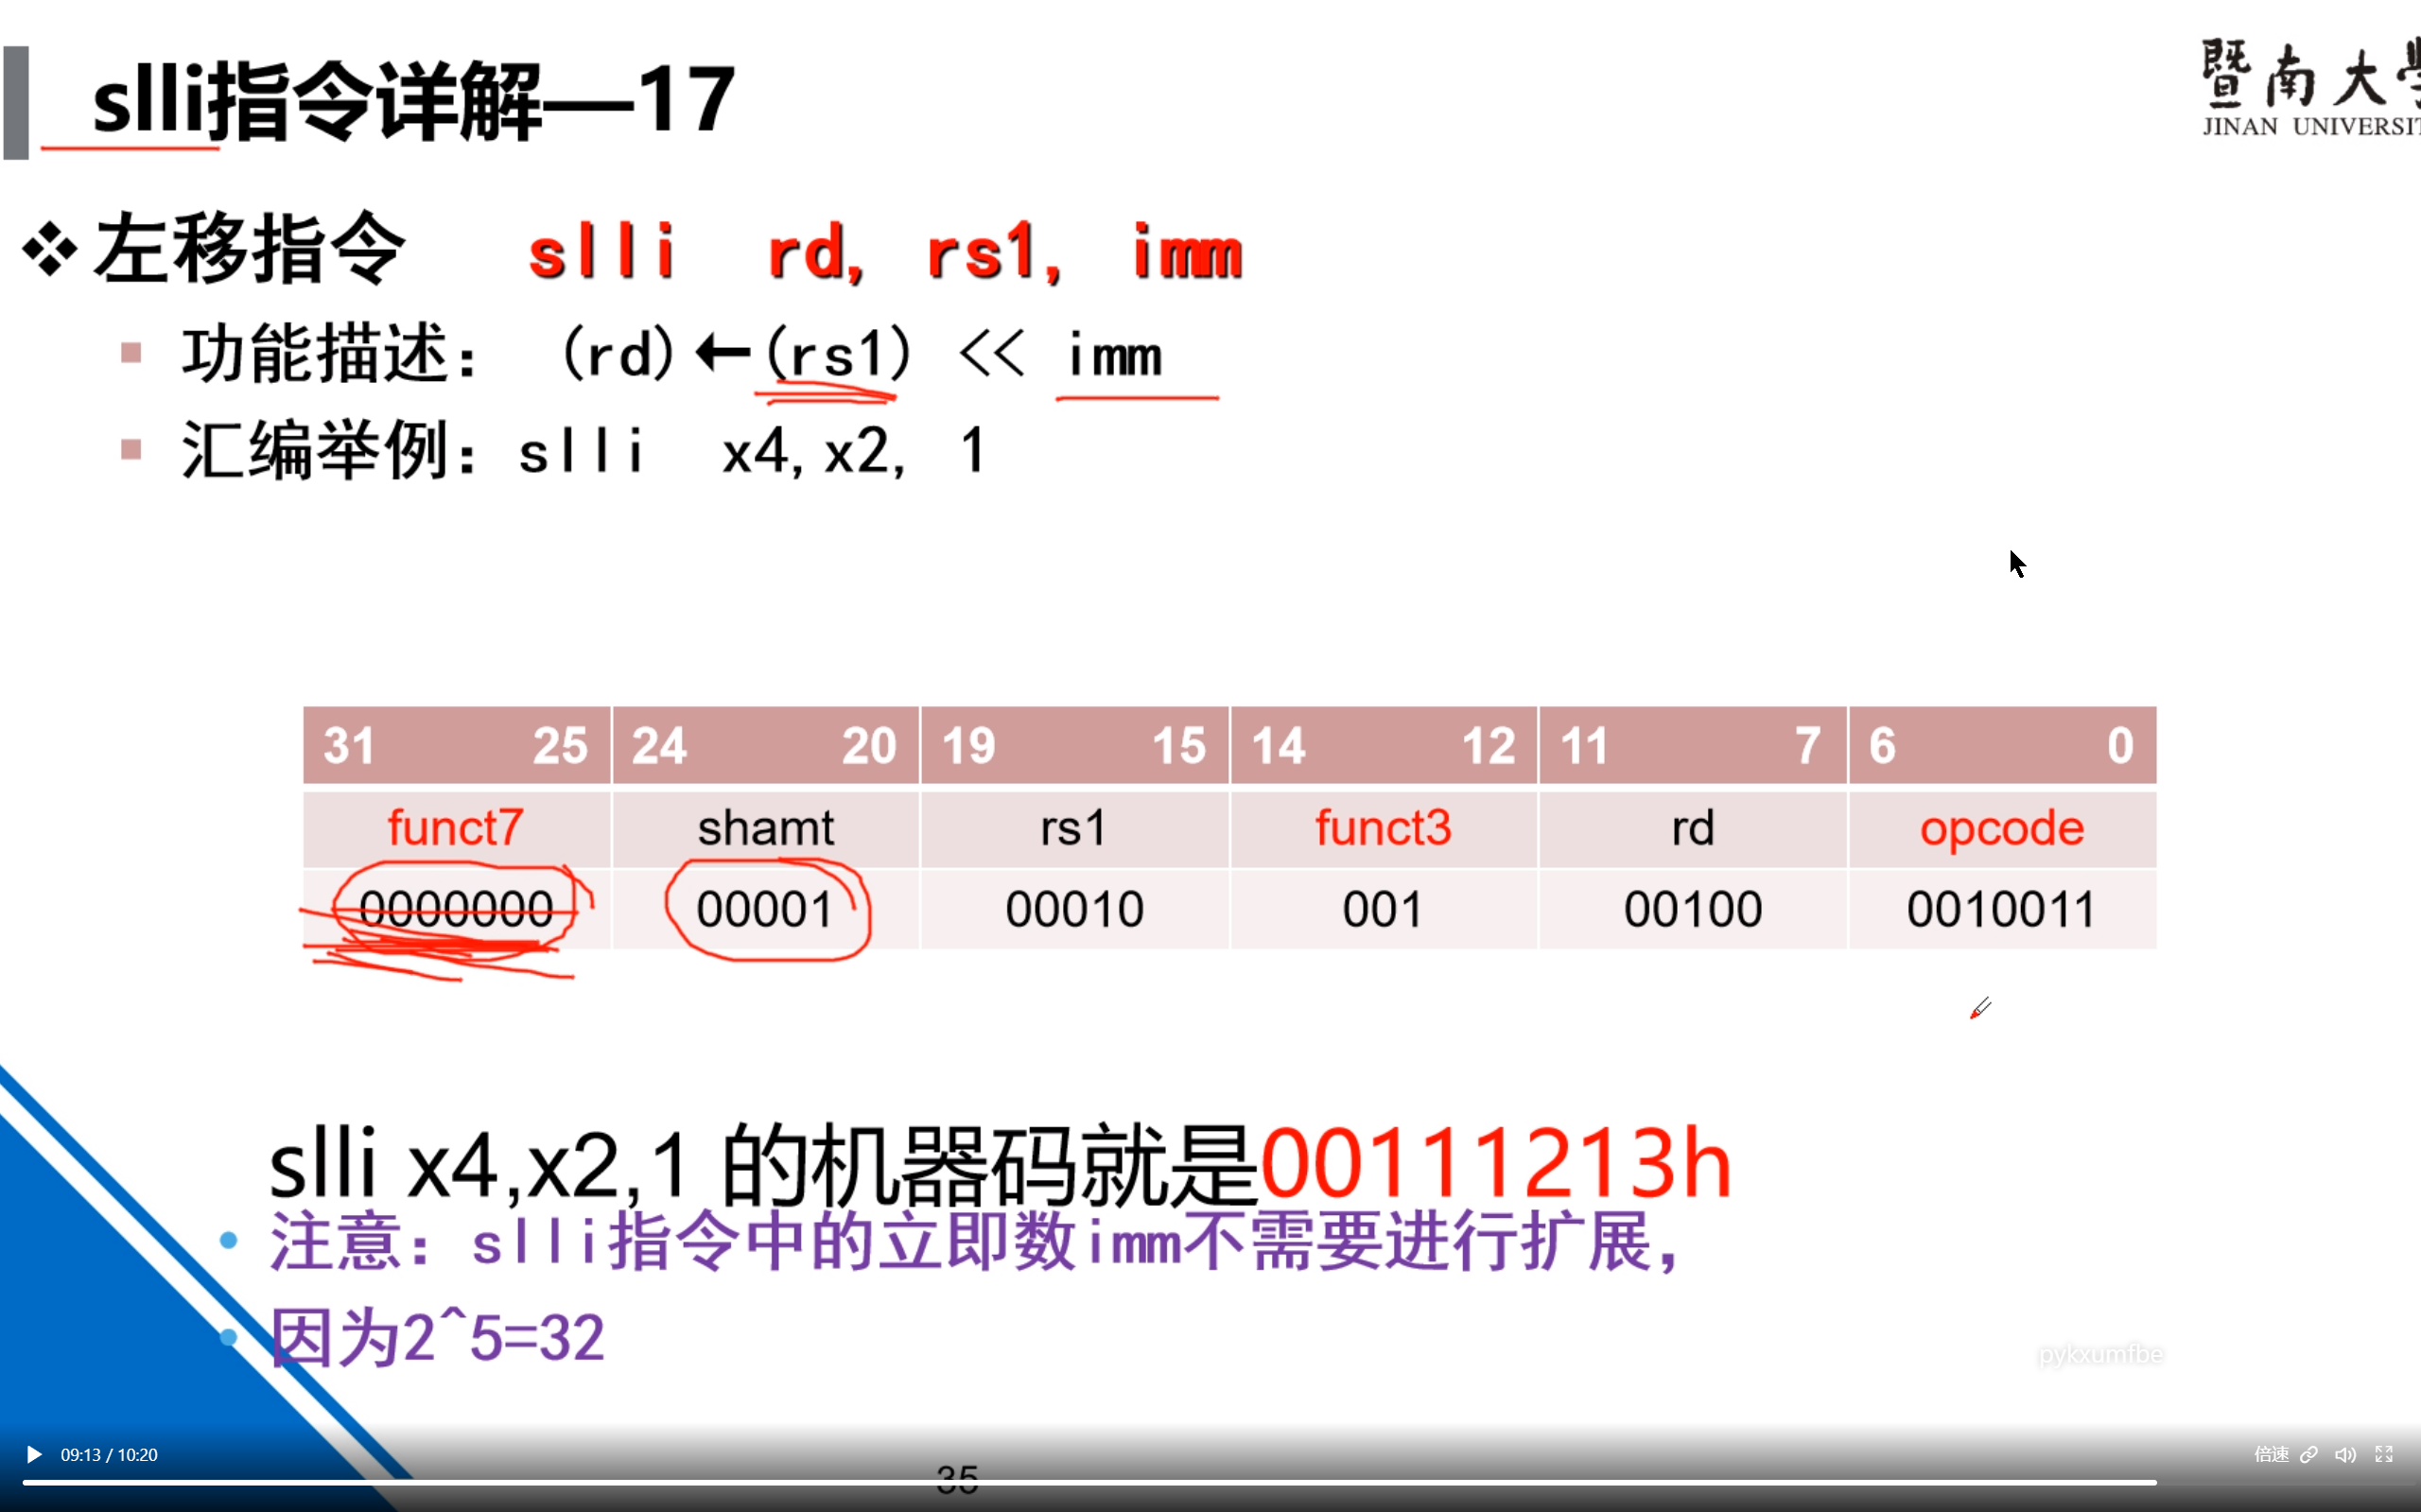 slli指令详解—17
暨南大學
JINAN UNIVERSIT
左移指令 slli rd, rs1, imm
功能描述： (rd)←(rs1) << imm
汇编举例：slli x4,x2, 1
31 25 24 20 19 15 14 12 11 7 6 0
funct7 shamt rs1 funct3 rd opcode
0000000 00001 00010 001 00100 0010011
slli x4,x2,1 的机器码就是00111213h
注意：slli指令中的立即数imm不需要进行扩展，
因为2^5=32
pykxumfbe
09:13 / 10:20
倍速
35